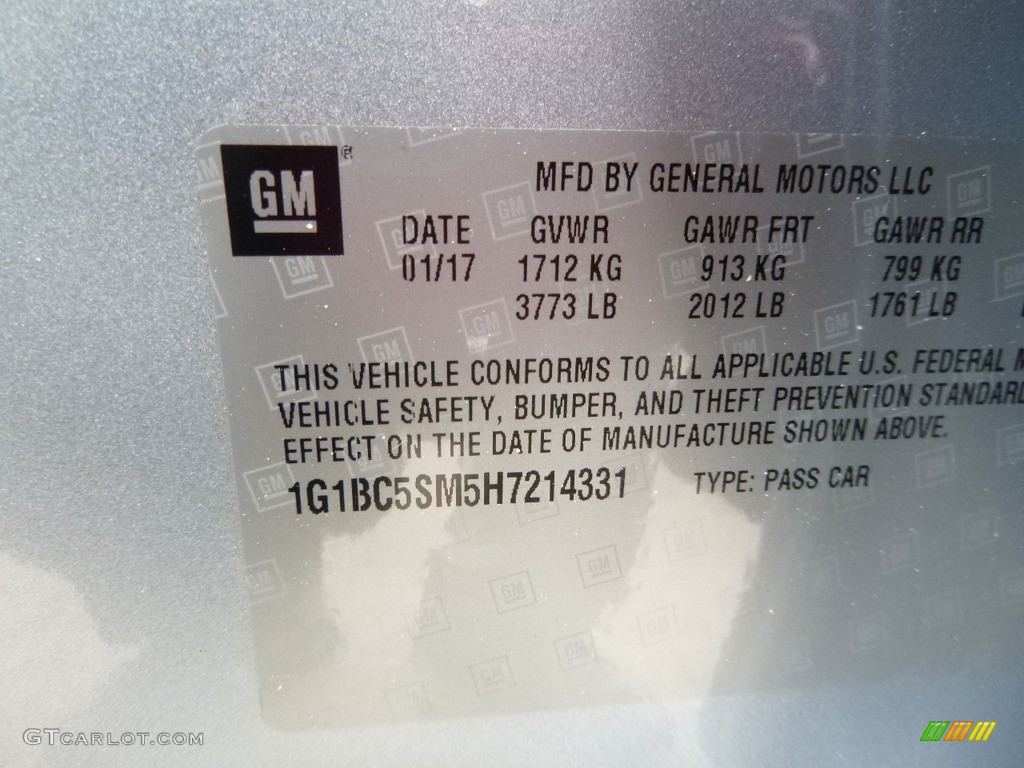 GM ®
MFD BY GENERAL MOTORS LLC
DATE GVWR GAWR FRT GAWR RR
01/17 1712 KG 913 KG 799 KG
3773 LB 2012 LB 1761 LB
THIS VEHICLE CONFORMS TO ALL APPLICABLE U.S. FEDERAL M
VEHICLE SAFETY, BUMPER, AND THEFT PREVENTION STANDARD
EFFECT ON THE DATE OF MANUFACTURE SHOWN ABOVE.
1G1BC5SM5H7214331 TYPE: PASS CAR
GTCARLOT.COM